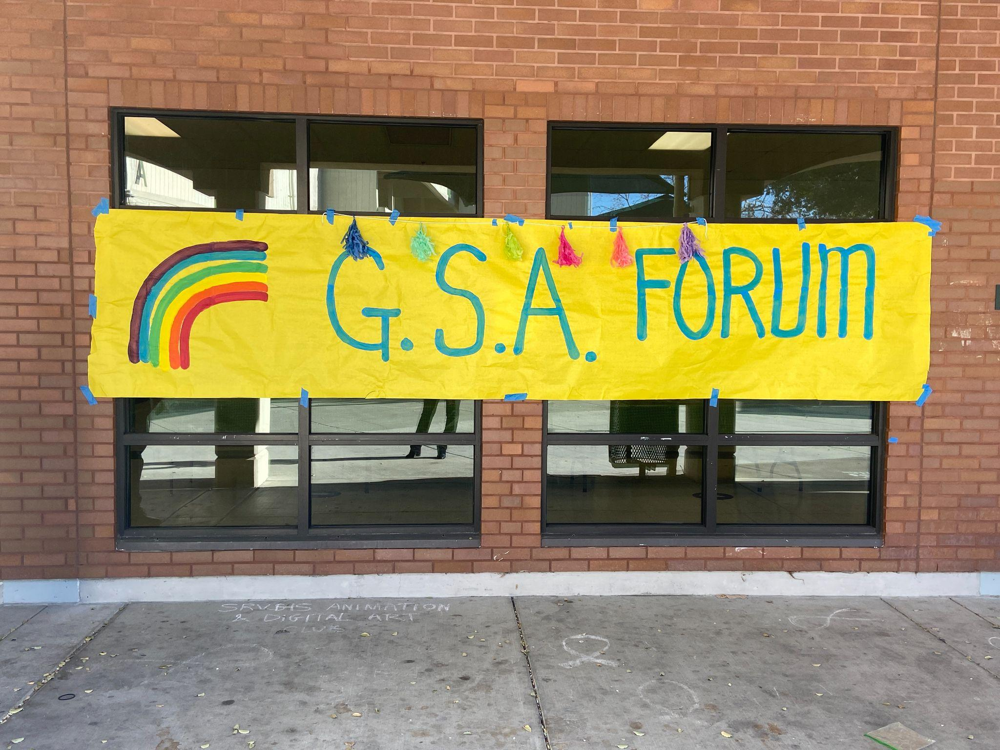 A
G.S.A. FORUM
SRVHS ANIMATION
& DIGITAL ART
CLUB